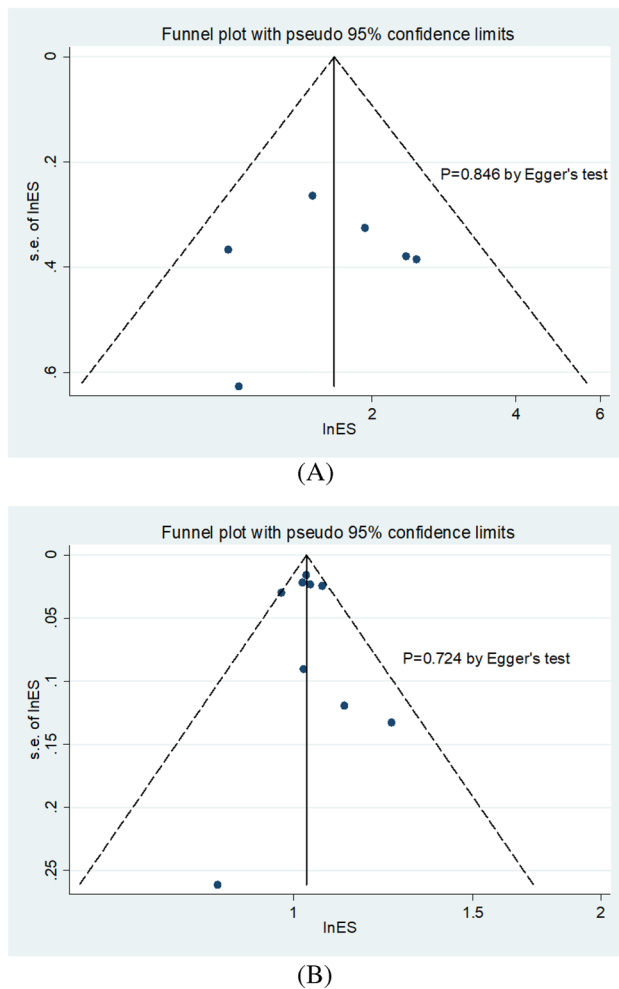 Funnel plot with pseudo 95% confidence limits
0
.2
.4
.6
s.e. of lnES
P=0.846 by Egger's test
2
4
6
lnES
(A)
Funnel plot with pseudo 95% confidence limits
0
.05
.1
.15
.2
.25
s.e. of lnES
P=0.724 by Egger's test
1
1.5
2
lnES
(B)